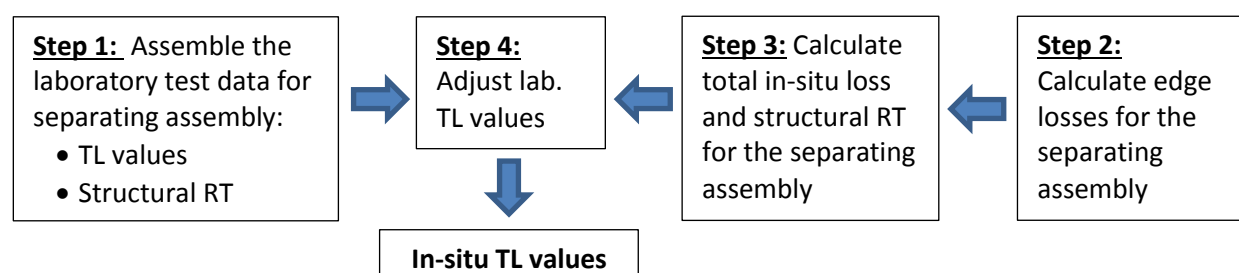 Step 1: Assemble the
laboratory test data for
separating assembly:
• TL values
• Structural RT
Step 4:
Adjust lab.
TL values
Step 3: Calculate
total in-situ loss
and structural RT
for the separating
assembly
Step 2:
Calculate edge
losses for the
separating
assembly
In-situ TL values